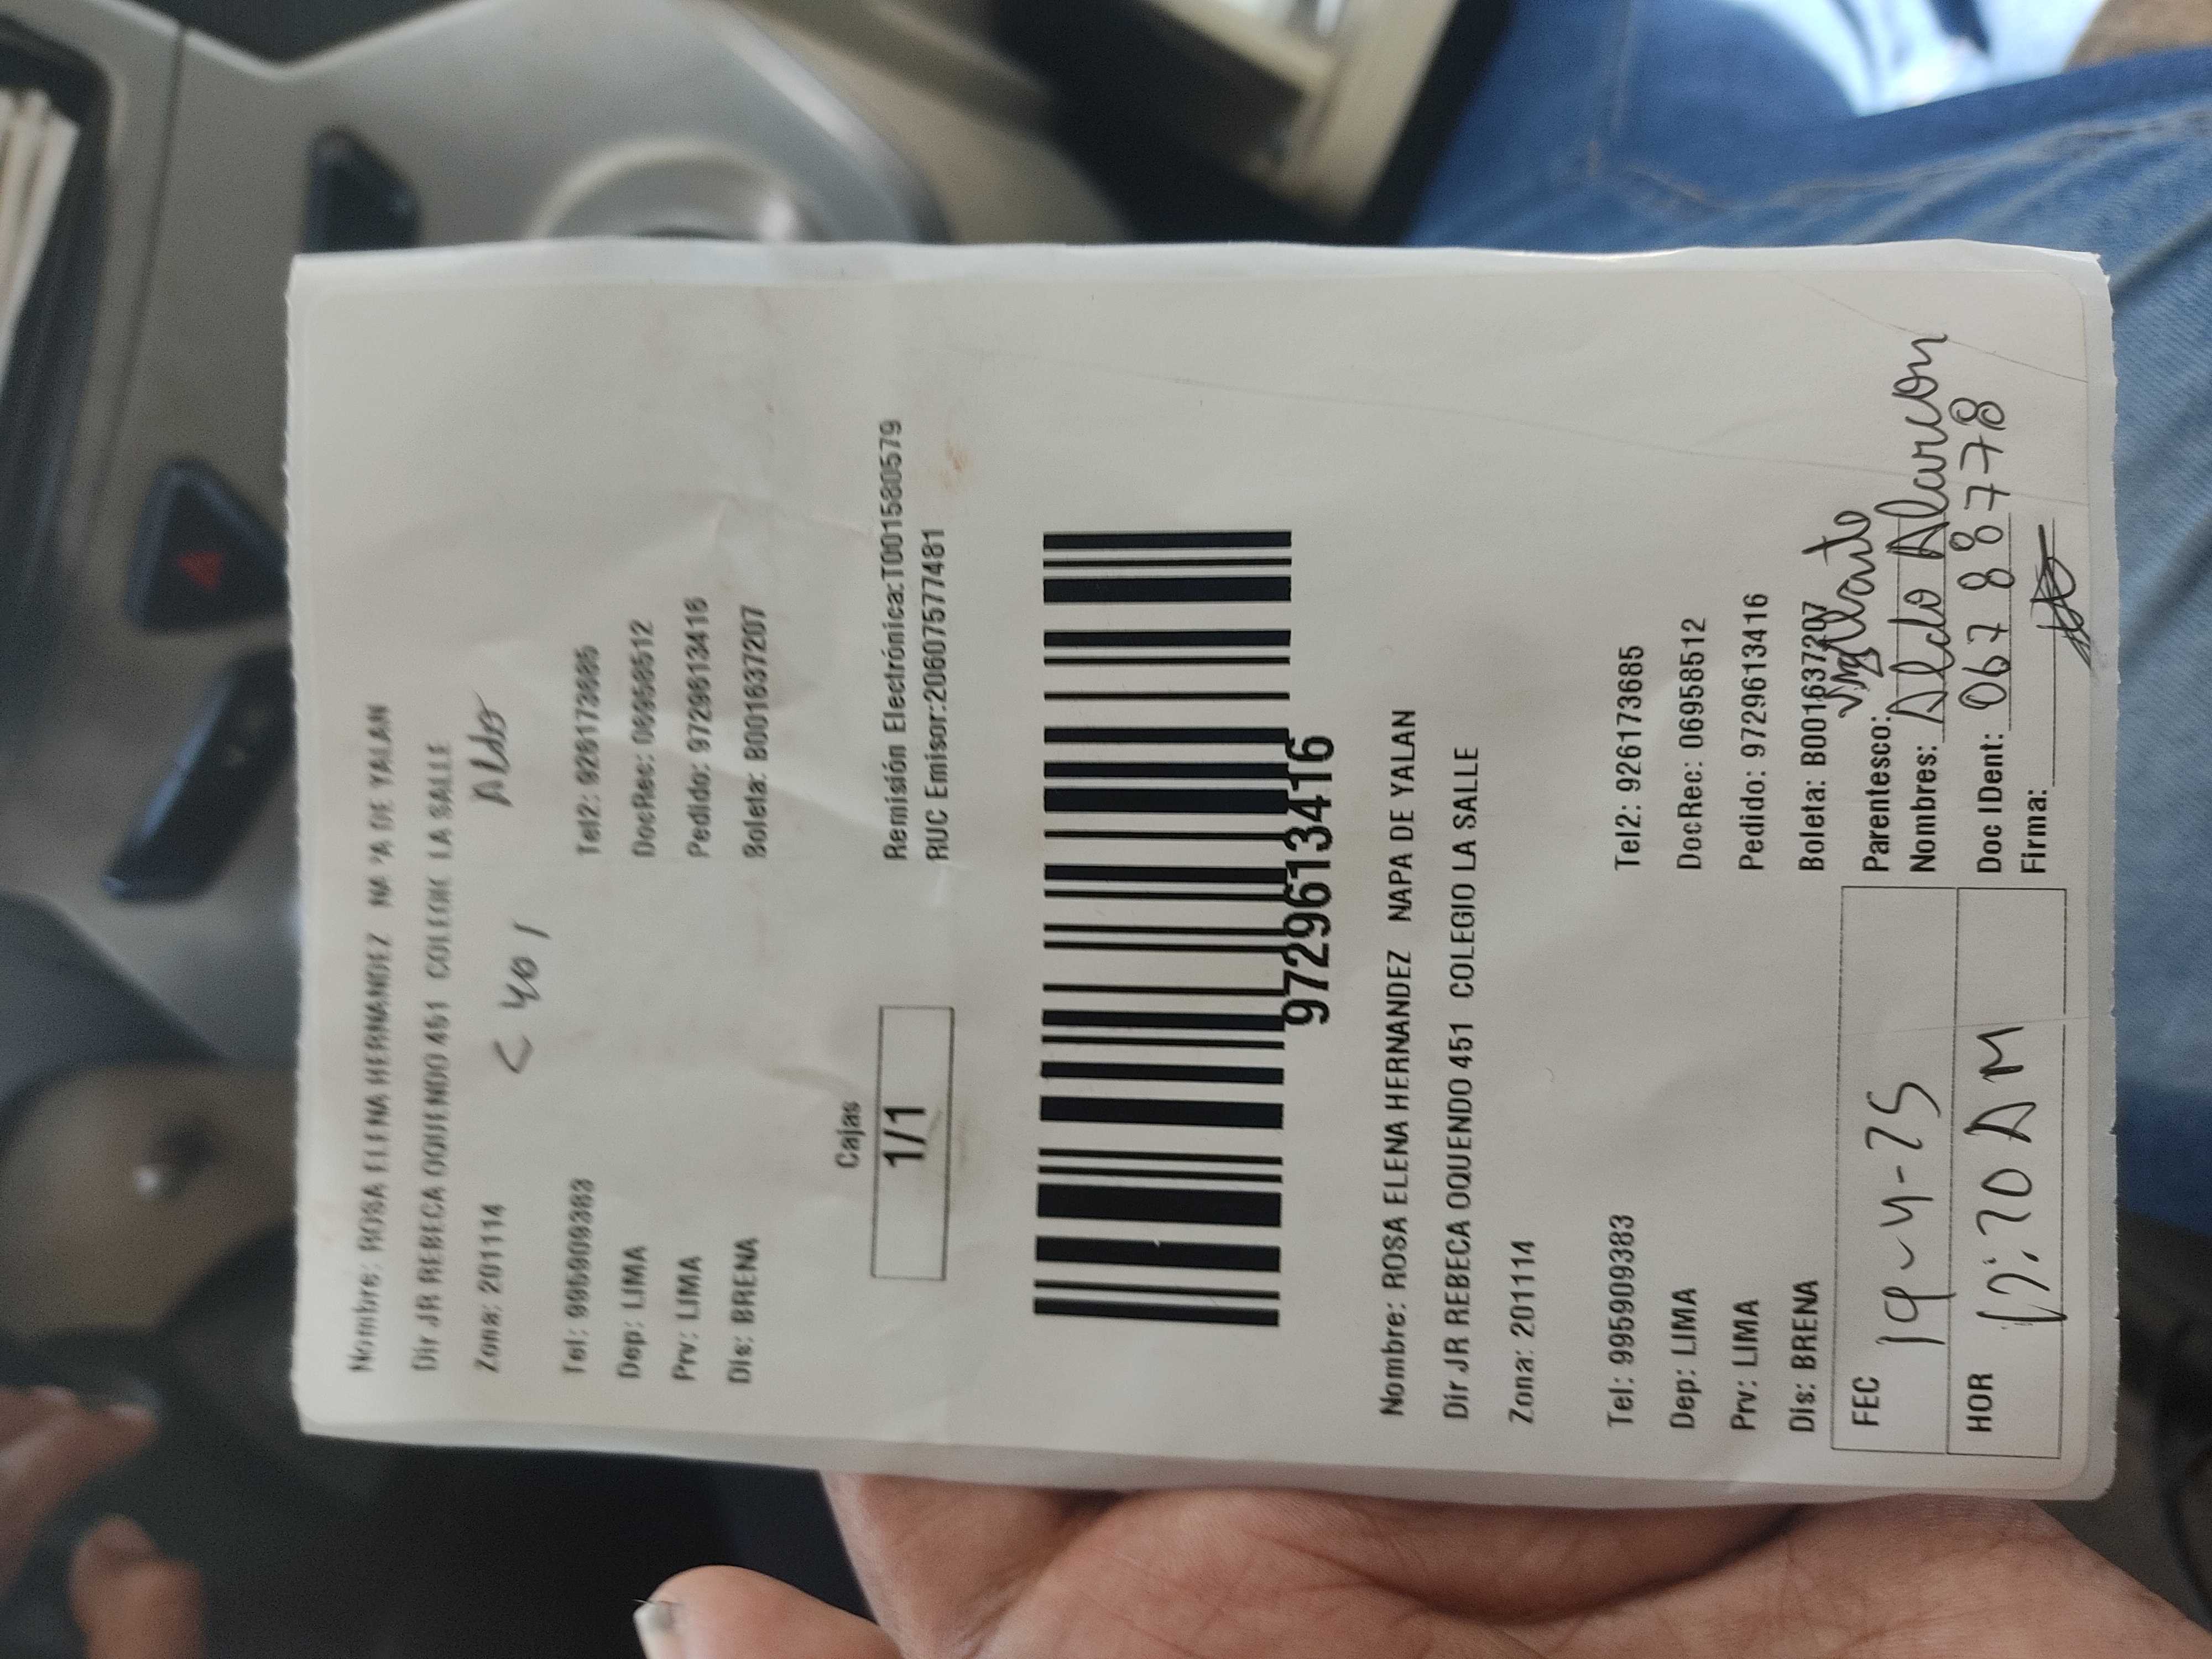 Nombre: ROSA ELENA HERNANDEZ NA'A DE YALAN
Dir JR REBECA OQUENDO 451 COLEGIO LA SALLE
Zona: 201114
< 401 Aldo
Tel: 995909383 Tel2: 926173685
Dep: LIMA DocRec: 06958512
Prv: LIMA Pedido: 9729613416
Dis: BRENA Boleta: B001637207
Cajas
1/1
Remisión Electrónica:T001580579
RUC Emisor:20607577481
9729613416
Nombre: ROSA ELENA HERNANDEZ NAPA DE YALAN
Dir JR REBECA OQUENDO 451 COLEGIO LA SALLE
Zona: 201114
Tel: 995909383 Tel2: 926173685
Dep: LIMA DocRec: 06958512
Prv: LIMA Pedido: 9729613416
Dis: BRENA Boleta: B001637207
FEC 19-4-25
HOR :20 AM
Parentesco:
Nombres: Aldo Alarcon
Doc IDent: 06788778
Firma: